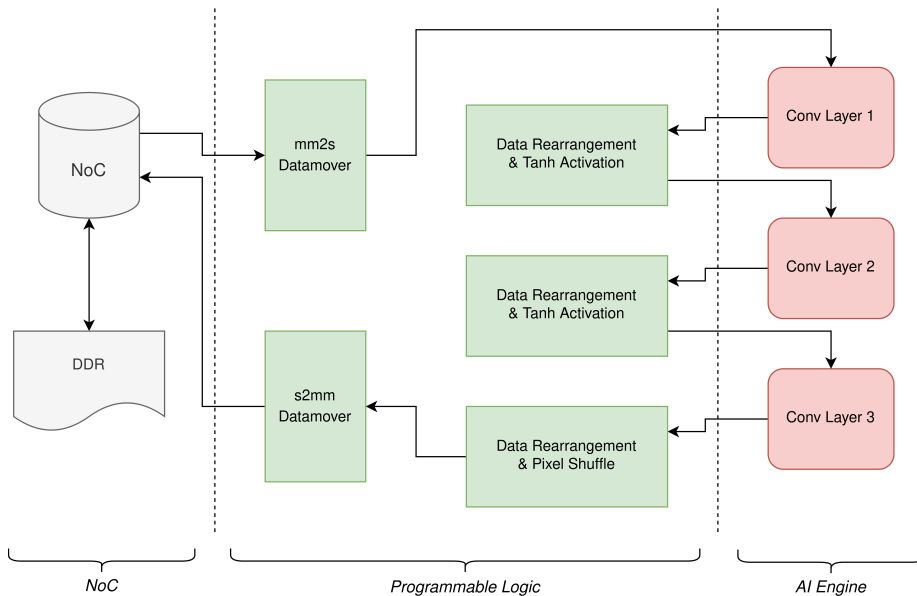 NoC
DDR
mm2s
Datamover
s2mm
Datamover
Data Rearrangement
& Tanh Activation
Data Rearrangement
& Tanh Activation
Data Rearrangement
& Pixel Shuffle
Conv Layer 1
Conv Layer 2
Conv Layer 3
NoC
Programmable Logic
AI Engine